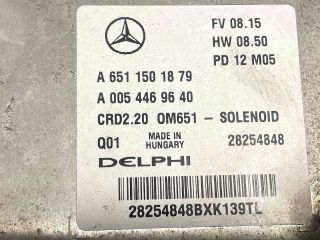 FV 08.15
HW 08.50
PD 12 M05
A 651 150 18 79
A 005 446 96 40
CRD2.20 OM651 - SOLENOID
Q01 MADE IN HUNGARY 28254848
DELPHI
28254848BXK139TL